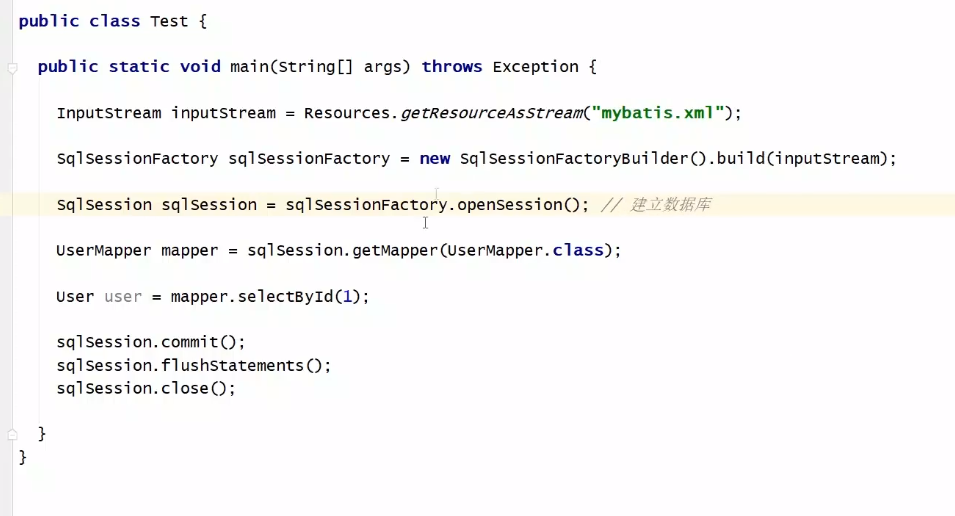 public class Test {
public static void main(String[] args) throws Exception {
InputStream inputStream = Resources.getResourceAsStream("mybatis.xml");
SqlSessionFactory sqlSessionFactory = new SqlSessionFactoryBuilder().build(inputStream);
SqlSession sqlSession = sqlSessionFactory.openSession(); // 建立数据库
UserMapper mapper = sqlSession.getMapper(UserMapper.class);
User user = mapper.selectById(1);
sqlSession.commit();
sqlSession.flushStatements();
sqlSession.close();
}
}